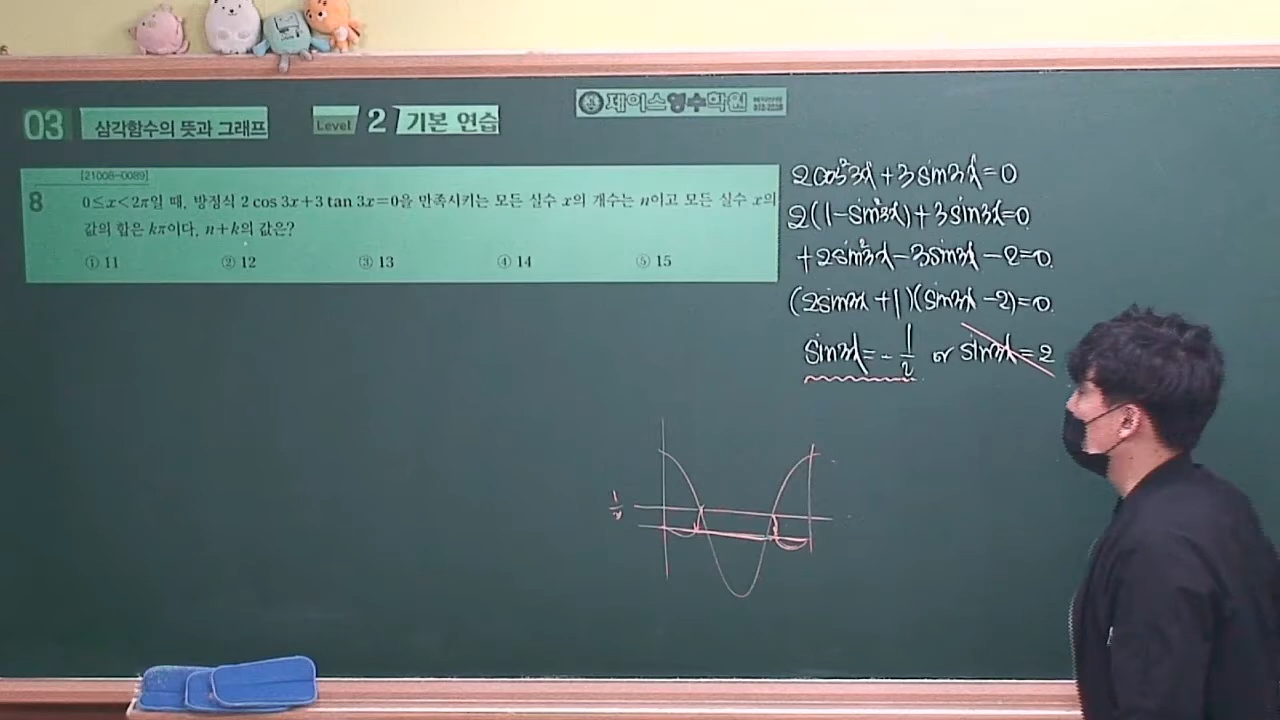 03 삼각함수의 뜻과 그래프 Level 2 기본 연습
제이스영수학원
[21008-0089]
8 0≤x<2π일 때, 방정식 2 cos 3x+3 tan 3x=0을 만족시키는 모든 실수 x의 개수는 n이고 모든 실수 x의
값의 합은 kπ이다. n+k의 값은?
① 11 ② 12 ③ 13 ④ 14 ⑤ 15
2cos²3x+3sin3x=0
2(1-sin²3x)+3sin3x=0
+2sin²3x-3sin3x-2=0
(2sin3x+1)(sin3x-2)=0
sin3x=-1/2 or sin3x=2